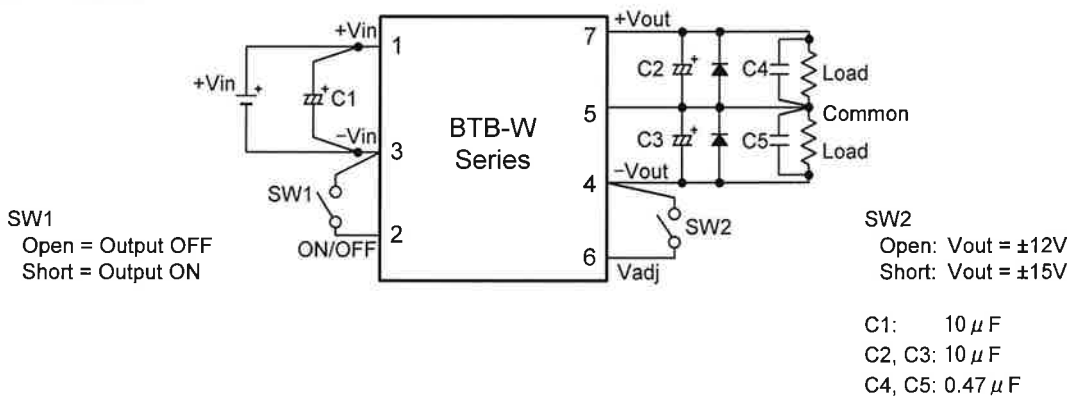 +Vout
+Vin
1
7
C2
+
C4
Load
+Vin
+
+
C1
5
Common
BTB-W
Series
C3
+
C5
Load
−Vin
3
4
−Vout
SW1
SW2
2
ON/OFF
6
Vadj
SW1
Open = Output OFF
Short = Output ON
SW2
Open: Vout = ±12V
Short: Vout = ±15V
C1: 10 μ F
C2, C3: 10 μ F
C4, C5: 0.47 μ F